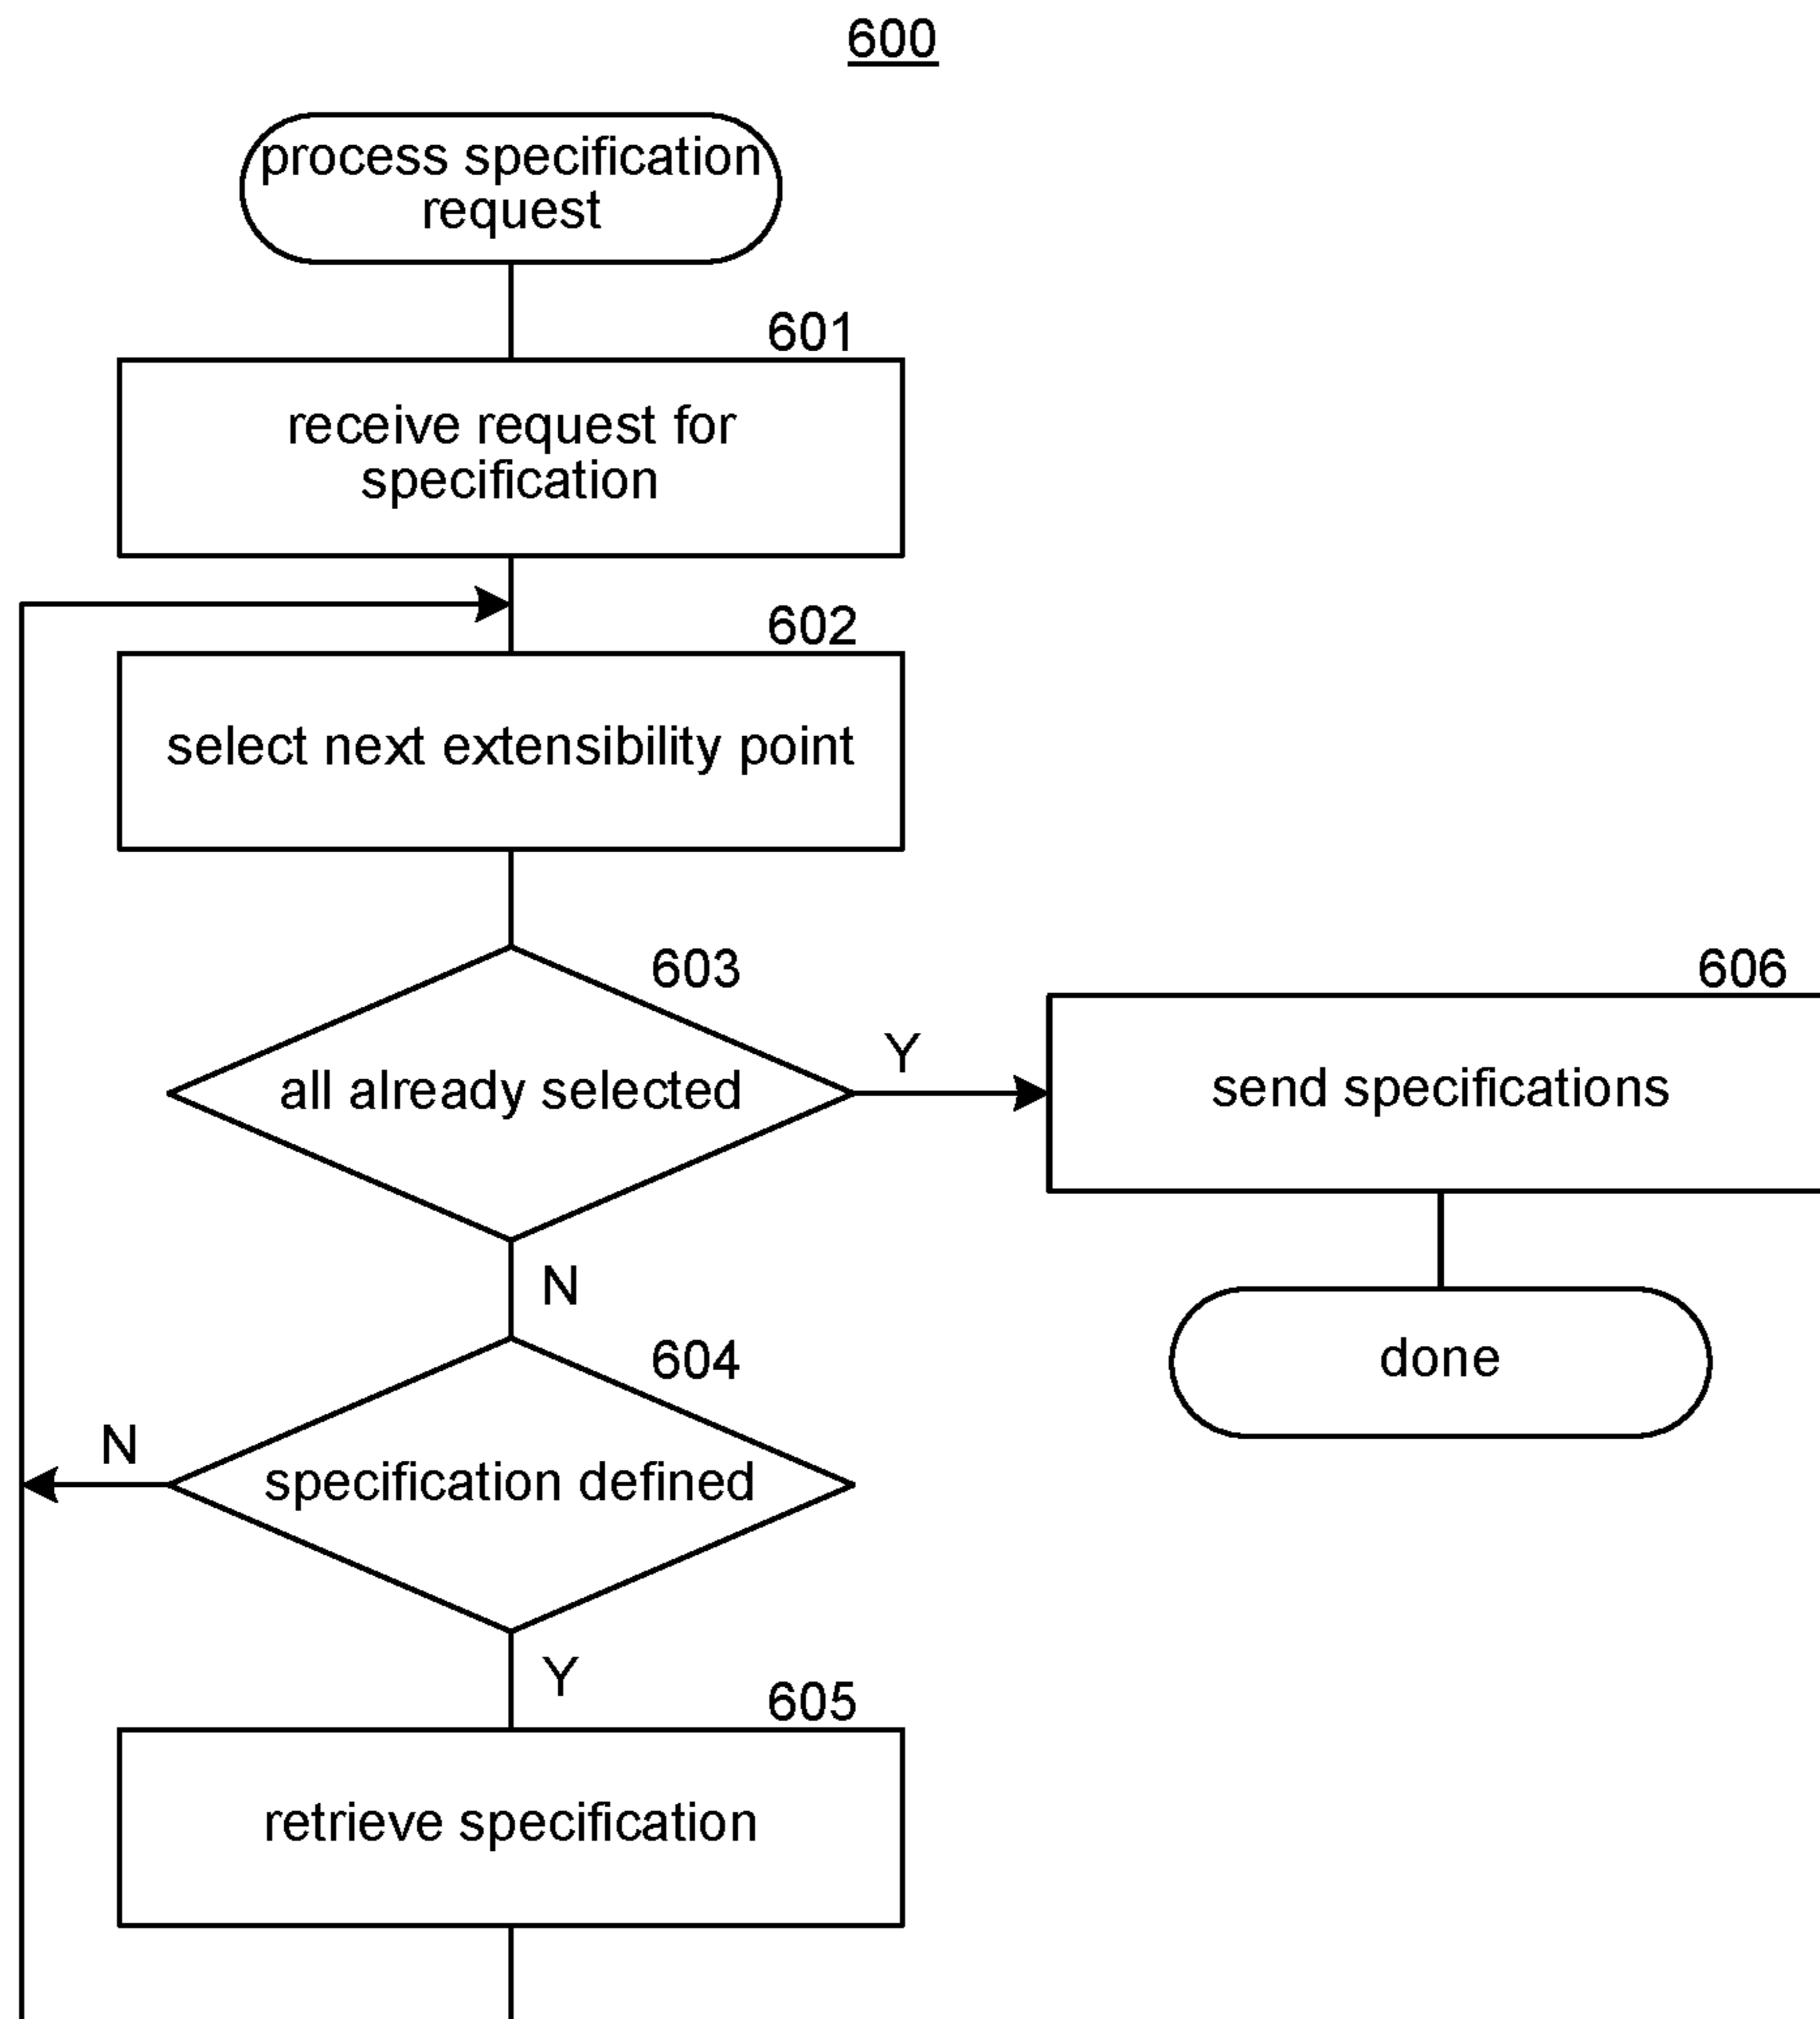 600
process specification
request
601
receive request for
specification
602
select next extensibility point
603
all already selected
Y
606
send specifications
N
done
604
specification defined
N
Y
605
retrieve specification